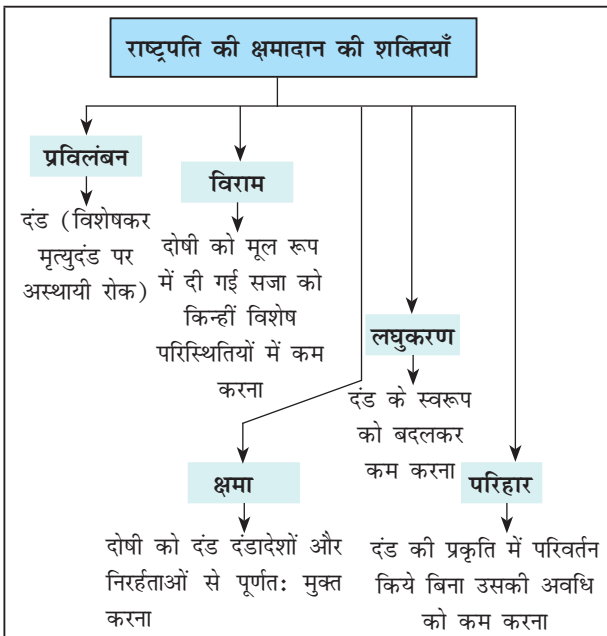 राष्ट्रपति की क्षमादान की शक्तियाँ
प्रविलंबन
दंड (विशेषकर
मृत्युदंड पर
अस्थायी रोक)
विराम
दोषी को मूल रूप
में दी गई सजा को
किन्हीं विशेष
परिस्थितियों में कम
करना
लघुकरण
दंड के स्वरूप
को बदलकर
कम करना
क्षमा
दोषी को दंड दंडादेशों और
निरर्हताओं से पूर्णत: मुक्त
करना
परिहार
दंड की प्रकृति में परिवर्तन
किये बिना उसकी अवधि
को कम करना